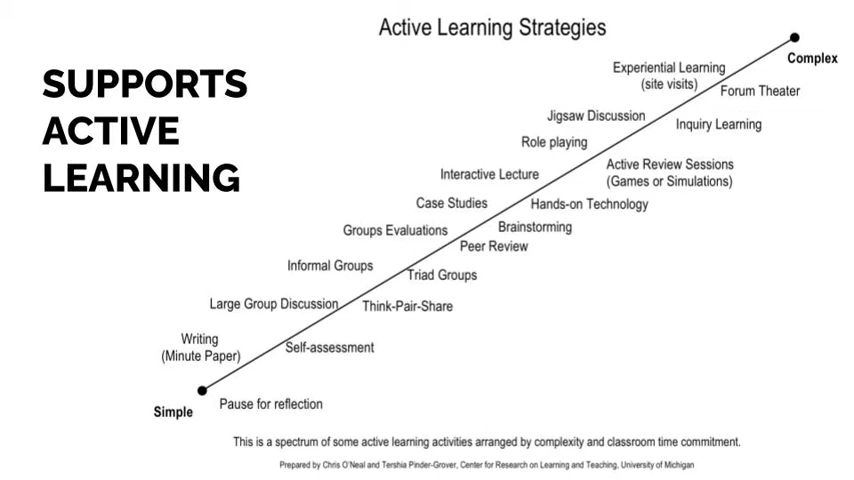 Active Learning Strategies
SUPPORTS
ACTIVE
LEARNING
Complex
Experiential Learning
(site visits)
Forum Theater
Jigsaw Discussion
Inquiry Learning
Role playing
Active Review Sessions
(Games or Simulations)
Interactive Lecture
Case Studies
Hands-on Technology
Groups Evaluations
Brainstorming
Peer Review
Informal Groups
Triad Groups
Large Group Discussion
Think-Pair-Share
Writing
(Minute Paper)
Self-assessment
Simple
Pause for reflection
This is a spectrum of some active learning activities arranged by complexity and classroom time commitment.
Prepared by Chris O'Neal and Tershia Pinder-Grover, Center for Research on Learning and Teaching, University of Michigan